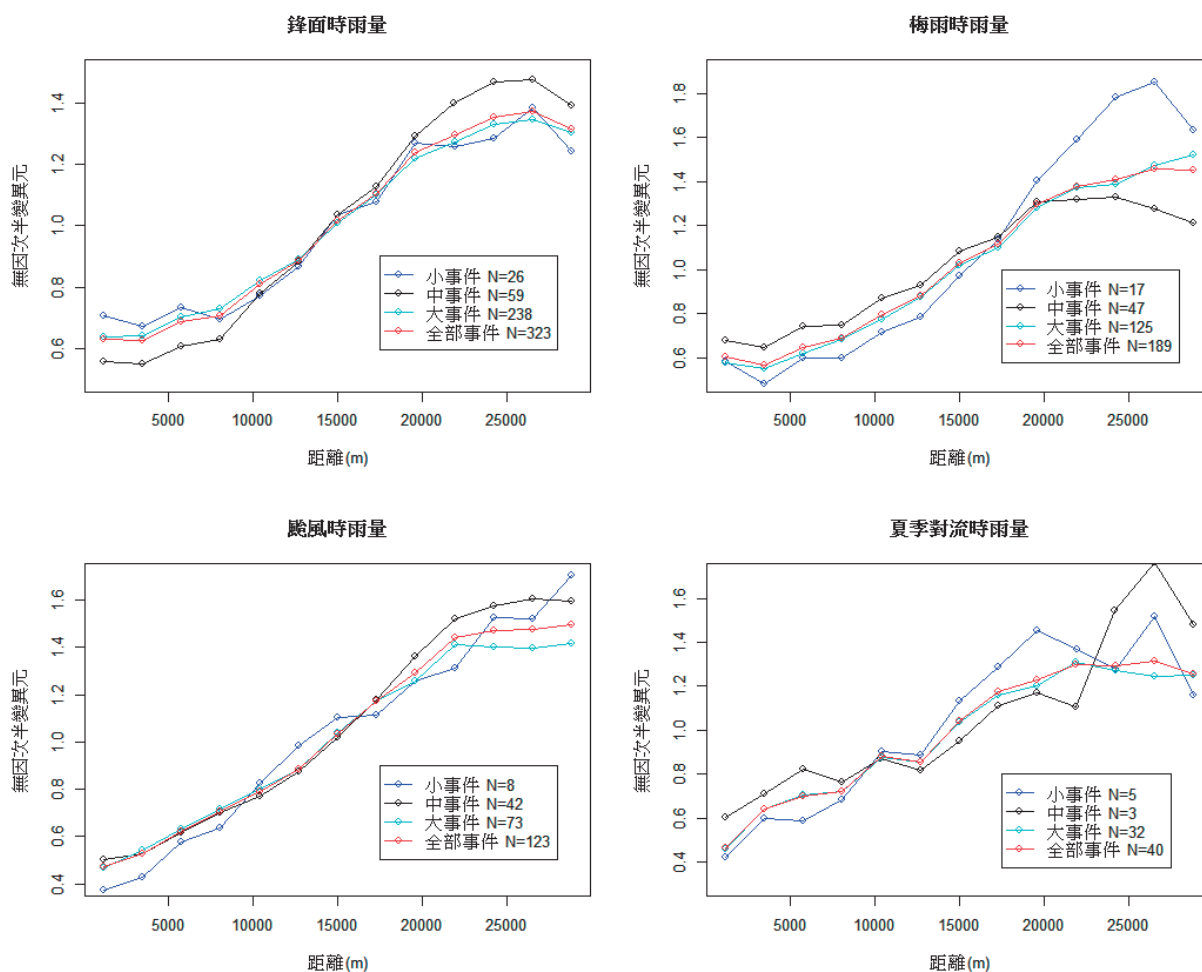 鋒面時雨量
無因次半變異元
0.6 0.8 1.0 1.2 1.4
小事件 N=26
中事件 N=59
大事件 N=238
全部事件 N=323
5000 10000 15000 20000 25000
距離(m)
梅雨時雨量
無因次半變異元
0.6 0.8 1.0 1.2 1.4 1.6 1.8
小事件 N=17
中事件 N=47
大事件 N=125
全部事件 N=189
5000 10000 15000 20000 25000
距離(m)
颱風時雨量
無因次半變異元
0.4 0.6 0.8 1.0 1.2 1.4 1.6
小事件 N=8
中事件 N=42
大事件 N=73
全部事件 N=123
5000 10000 15000 20000 25000
距離(m)
夏季對流時雨量
無因次半變異元
0.4 0.6 0.8 1.0 1.2 1.4 1.6
小事件 N=5
中事件 N=3
大事件 N=32
全部事件 N=40
5000 10000 15000 20000 25000
距離(m)